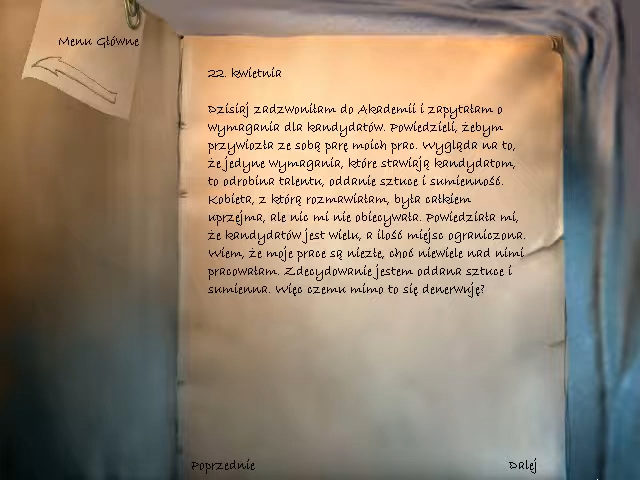 Menu Główne
22. kwietnia
Dzisiaj zadzwoniłam do Akademii i zapytałam o
wymagania dla kandydatów. Powiedzieli, żebym
przywiozła ze sobą parę moich prac. Wygląda na to,
że jedyne wymagania, które stawiają kandydatom,
to odrobina talentu, oddanie sztuce i sumienność.
Kobieta, z którą rozmawiałam, była całkiem
uprzejma, ale nic mi nie obiecywała. Powiedziała mi,
że kandydatów jest wielu, a ilość miejsc ograniczona.
Wiem, że moje prace są niezłe, choć niewiele nad nimi
pracowałam. Zdecydowanie jestem oddana sztuce i
sumienna. Więc czemu mimo to się denerwuję?
Poprzednie
Dalej